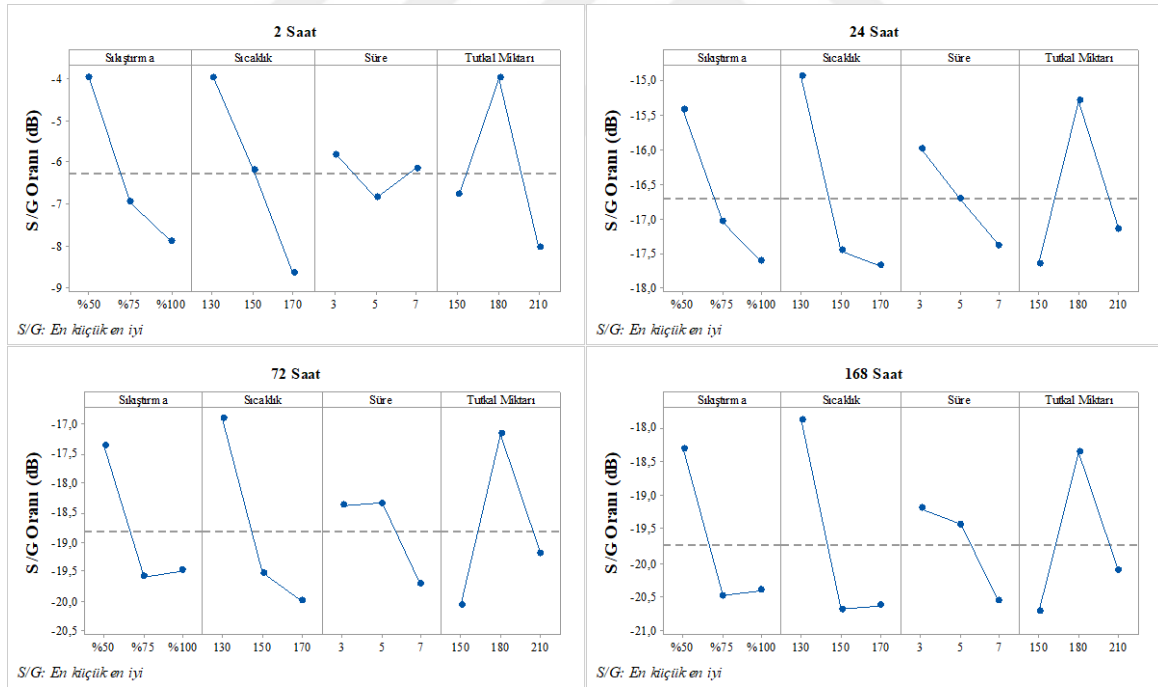 2 Saat
Sıkıştırma Sıcaklık Süre Tutkal Miktarı
S/G Oranı (dB)
-4
-5
-6
-7
-8
-9
%50 %75 %100 130 150 170 3 5 7 150 180 210
S/G: En küçük en iyi
24 Saat
Sıkıştırma Sıcaklık Süre Tutkal Miktarı
S/G Oranı (dB)
-15,0
-15,5
-16,0
-16,5
-17,0
-17,5
-18,0
%50 %75 %100 130 150 170 3 5 7 150 180 210
S/G: En küçük en iyi
72 Saat
Sıkıştırma Sıcaklık Süre Tutkal Miktarı
S/G Oranı (dB)
-17,0
-17,5
-18,0
-18,5
-19,0
-19,5
-20,0
-20,5
%50 %75 %100 130 150 170 3 5 7 150 180 210
S/G: En küçük en iyi
168 Saat
Sıkıştırma Sıcaklık Süre Tutkal Miktarı
S/G Oranı (dB)
-18,0
-18,5
-19,0
-19,5
-20,0
-20,5
-21,0
%50 %75 %100 130 150 170 3 5 7 150 180 210
S/G: En küçük en iyi